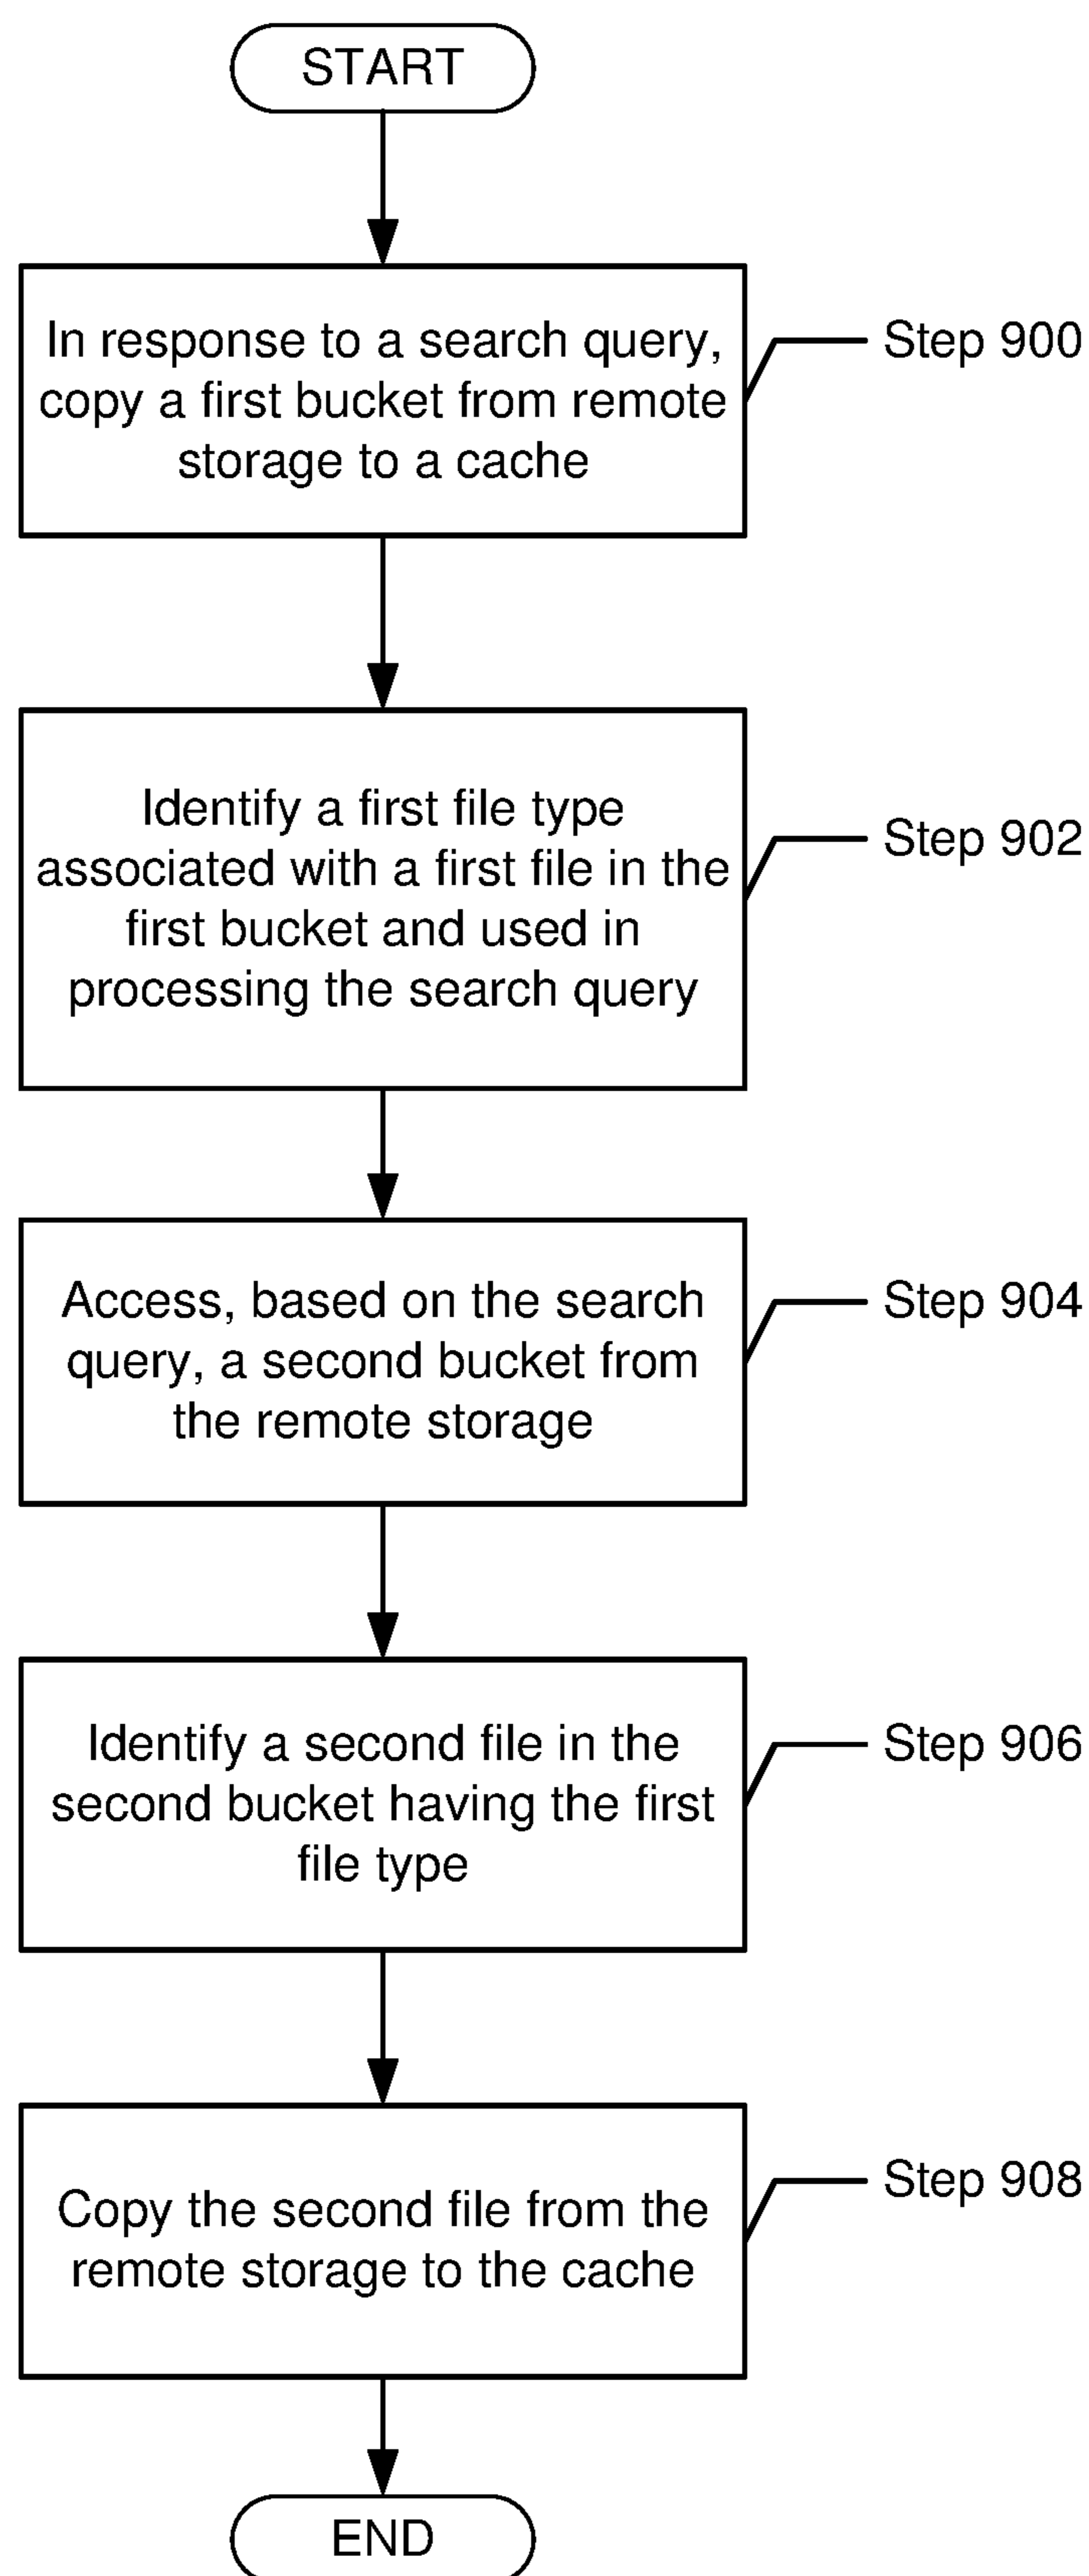 START
In response to a search query,
copy a first bucket from remote
storage to a cache
Step 900
Identify a first file type
associated with a first file in the
first bucket and used in
processing the search query
Step 902
Access, based on the search
query, a second bucket from
the remote storage
Step 904
Identify a second file in the
second bucket having the first
file type
Step 906
Copy the second file from the
remote storage to the cache
Step 908
END